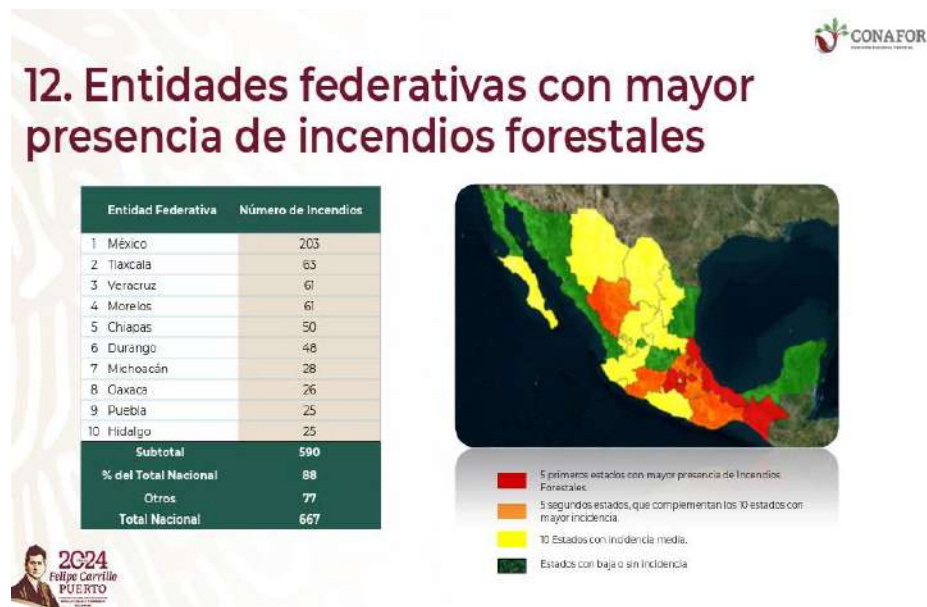 CONAFOR
12. Entidades federativas con mayor
presencia de incendios forestales
Entidad Federativa Número de Incendios
1 México 203
2 Tlaxcala 63
3 Veracruz 61
4 Morelos 61
5 Chiapas 50
6 Durango 48
7 Michoacán 28
8 Oaxaca 26
9 Puebla 25
10 Hidalgo 25
Subtotal 590
% del Total Nacional 88
Otros 77
Total Nacional 667
5 primeros estados con mayor presencia de Incendios
Forestales
5 segundos estados, que complementan los 10 estados con
mayor incidencia.
10 Estados con incidencia media.
Estados con baja o sin incidencia
2024
Felipe Carrillo
PUERTO